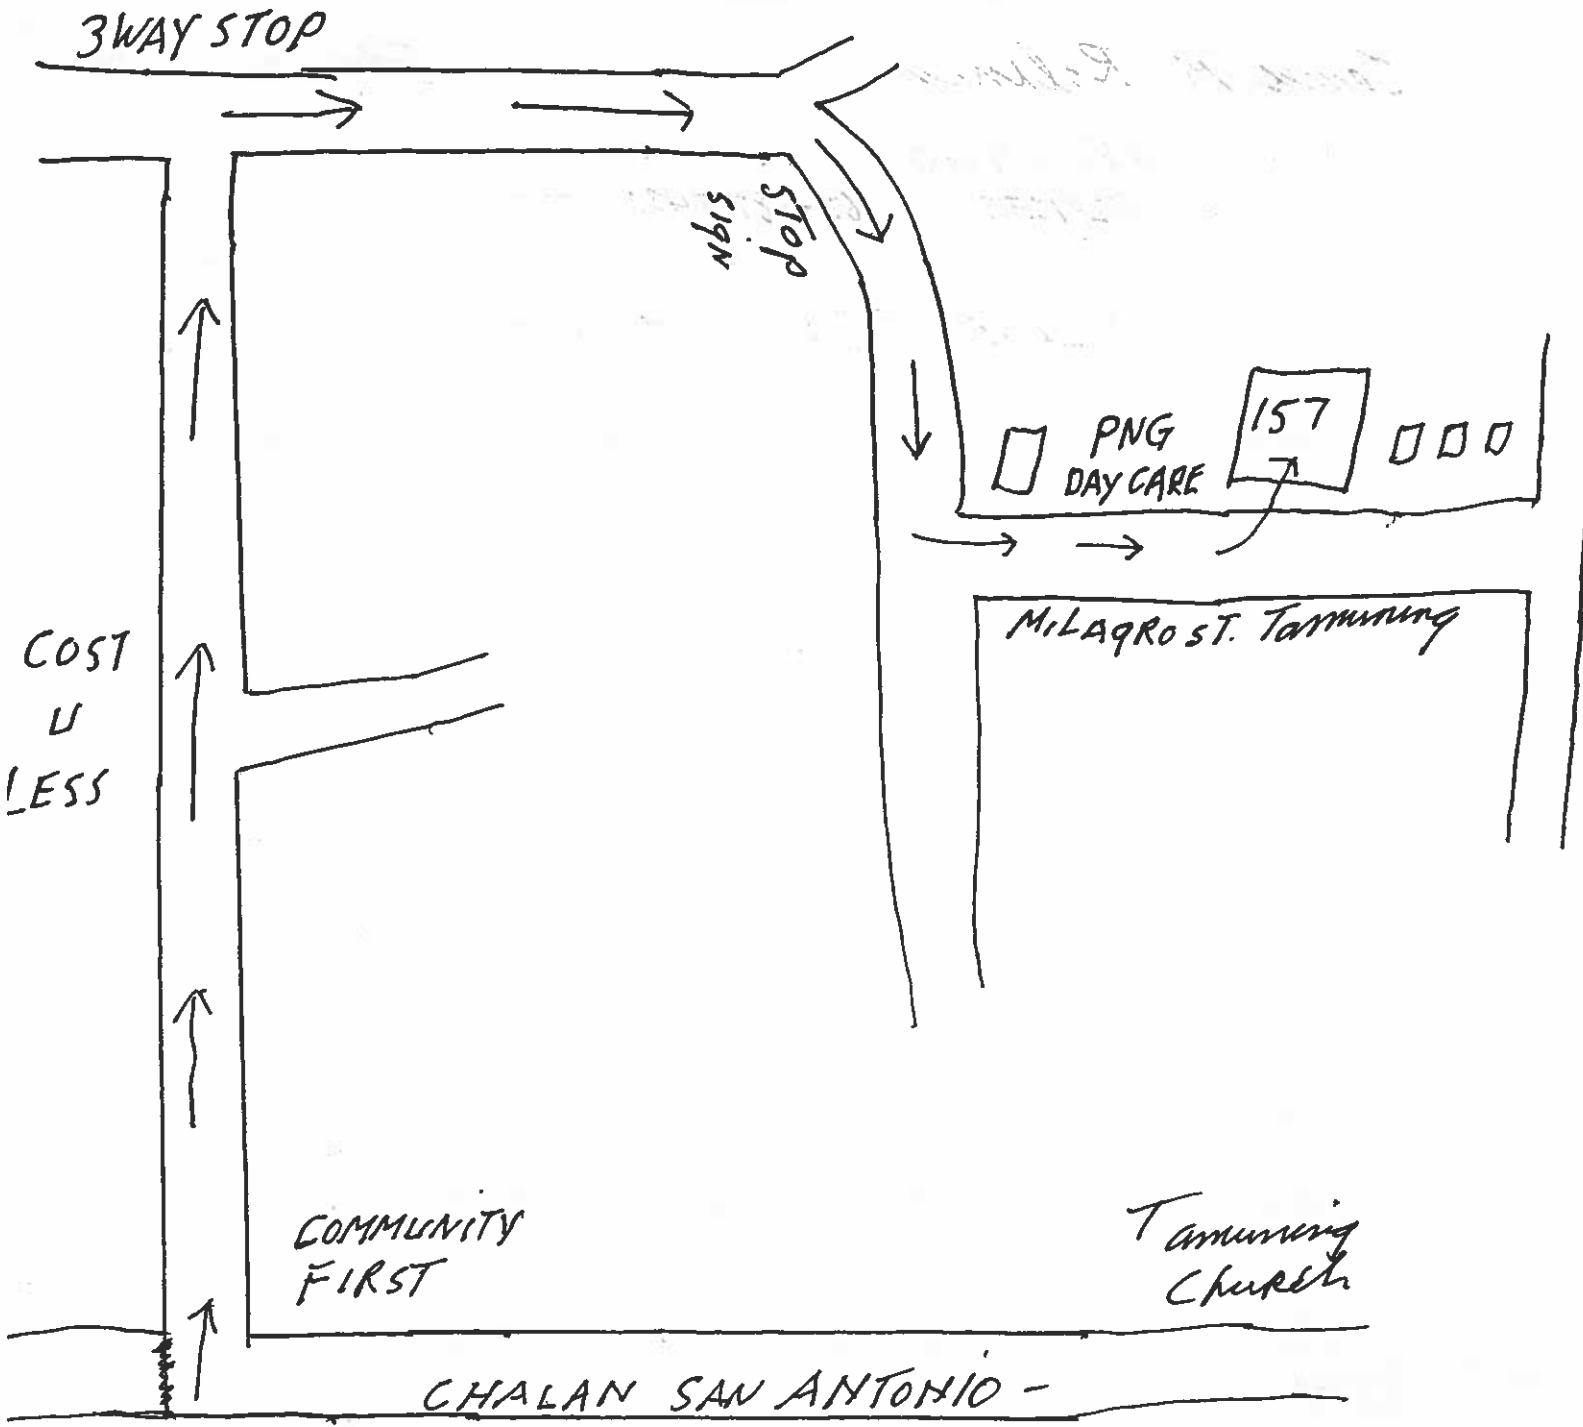 3WAY STOP
STOP
SIGN
157
PNG
DAY CARE
MILAGRO ST. Tamuning
COST
U
LESS
COMMUNITY
FIRST
Tamuning
Church
CHALAN SAN ANTONIO -